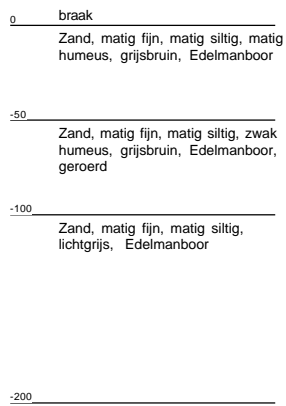 0 braak
Zand, matig fijn, matig siltig, matig
humeus, grijsbruin, Edelmanboor
-50
Zand, matig fijn, matig siltig, zwak
humeus, grijsbruin, Edelmanboor,
geroerd
-100
Zand, matig fijn, matig siltig,
lichtgrijs, Edelmanboor
-200